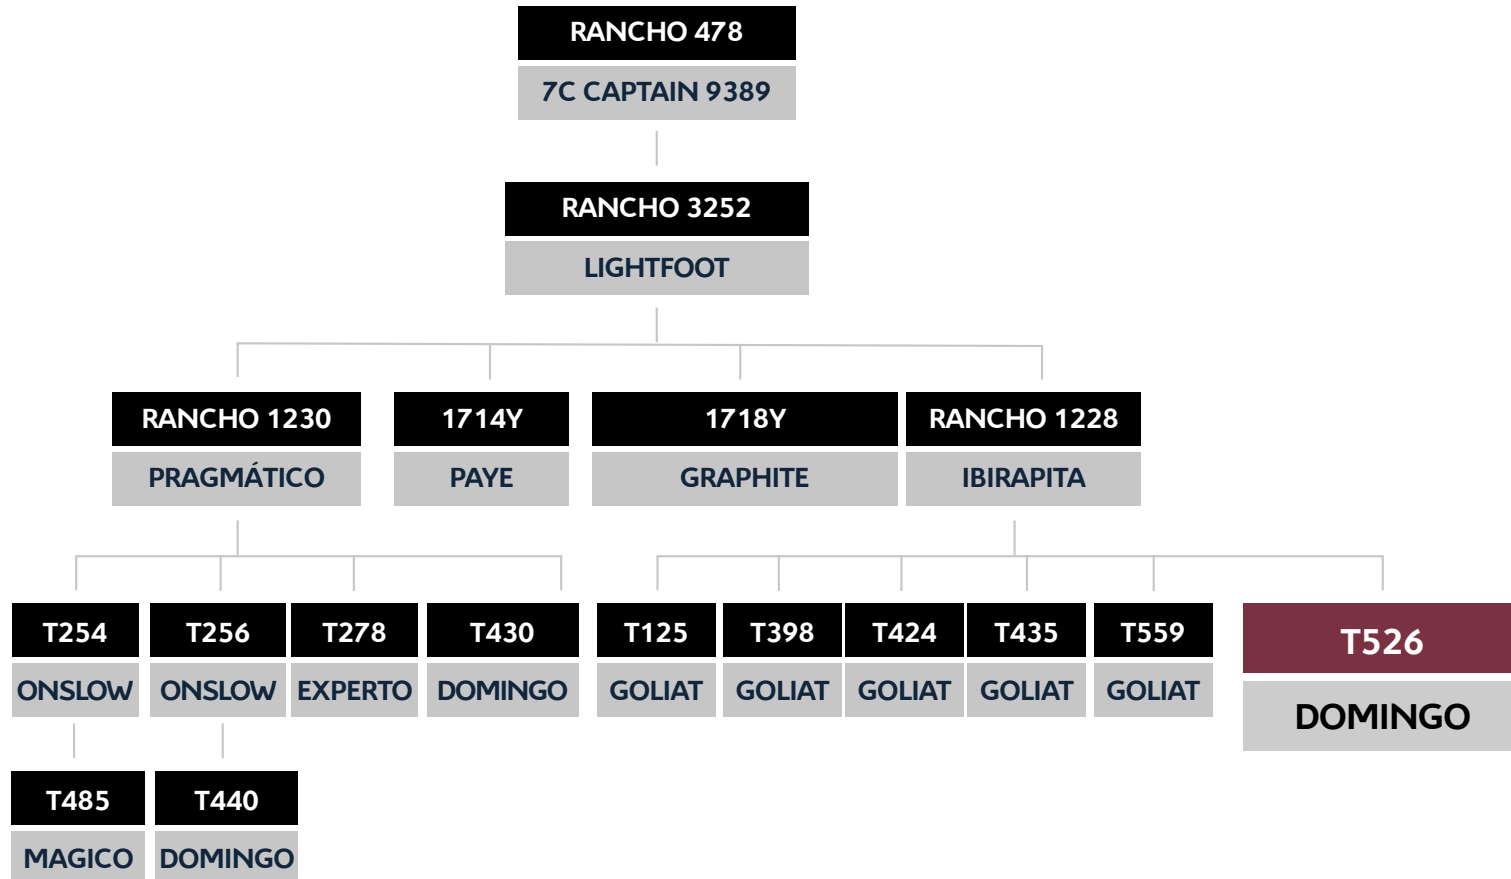 RANCHO 478
7C CAPTAIN 9389
RANCHO 3252
LIGHTFOOT
RANCHO 1230
PRAGMÁTICO
1714Y
PAYE
1718Y
GRAPHITE
RANCHO 1228
IBIRAPITA
T254
ONSLOW
T256
ONSLOW
T278
EXPERTO
T430
DOMINGO
T125
GOLIAT
T398
GOLIAT
T424
GOLIAT
T435
GOLIAT
T559
GOLIAT
T526
DOMINGO
T485
MAGICO
T440
DOMINGO